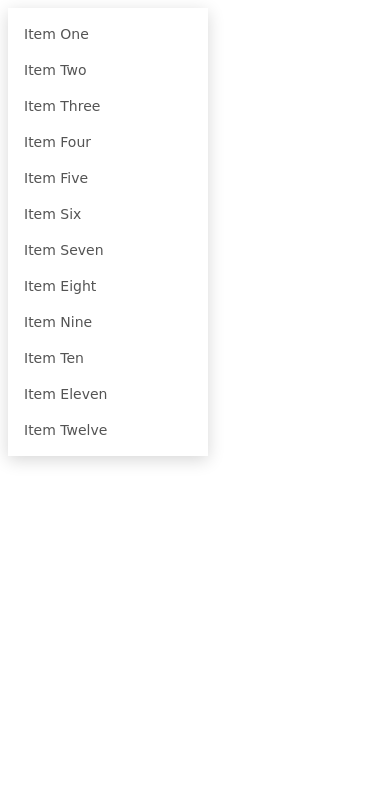 Item One
Item Two
Item Three
Item Four
Item Five
Item Six
Item Seven
Item Eight
Item Nine
Item Ten
Item Eleven
Item Twelve